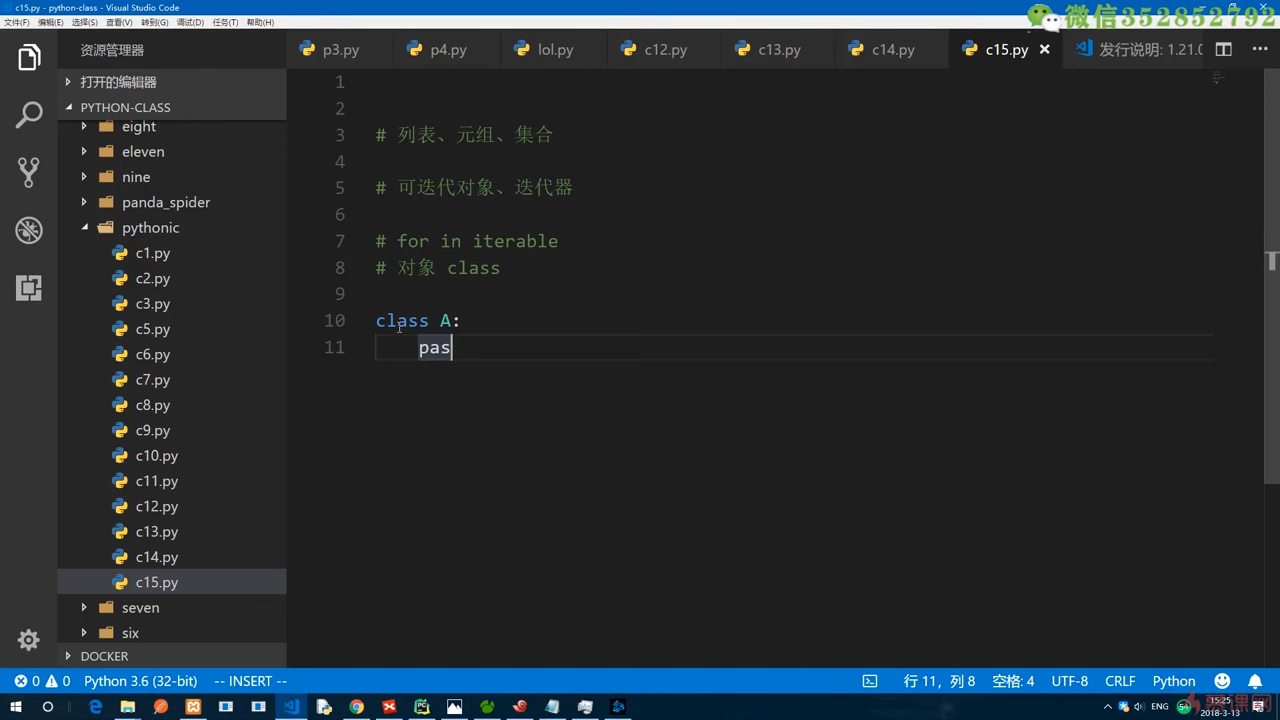 c15.py - python-class - Visual Studio Code
微信352852792
文件(F) 编辑(E) 选择(S) 查看(V) 转到(G) 调试(D) 任务(T) 帮助(H)
资源管理器
p3.py p4.py lol.py c12.py c13.py c14.py c15.py 发行说明: 1.21.0
打开的编辑器
PYTHON-CLASS
eight
eleven
nine
panda_spider
pythonic
c1.py
c2.py
c3.py
c5.py
c6.py
c7.py
c8.py
c9.py
c10.py
c11.py
c12.py
c13.py
c14.py
c15.py
seven
six
DOCKER
1
2
3 # 列表、元组、集合
4
5 # 可迭代对象、迭代器
6
7 # for in iterable
8 # 对象 class
9
10 class A:
11 pas
0 0 Python 3.6 (32-bit) -- INSERT -- 行 11，列 8 空格: 4 UTF-8 CRLF Python
ENG 15:25
2018-3-13
慕课网